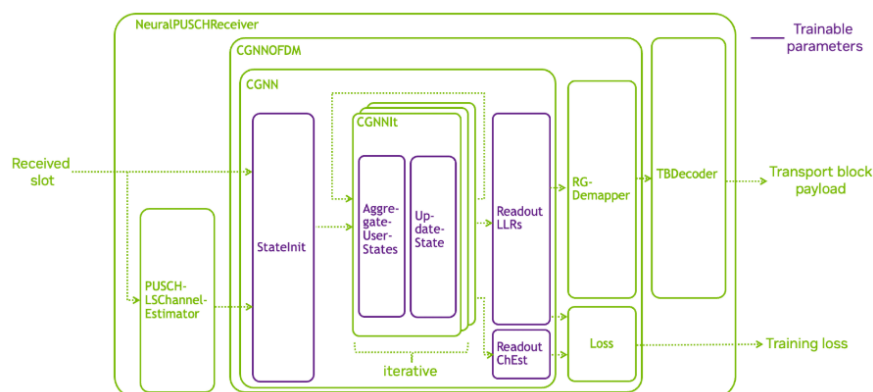 NeuralPUSCHReceiver
Trainable
parameters
CGNNOFDM
CGNN
CGNNIt
Received
slot
StateInit
Aggre-
gate-
User-
States
Up-
date-
State
Readout
LLRs
RG-
Demapper
TBDecoder
Transport block
payload
PUSCH-
LSChannel-
Estimator
Readout
ChEst
Loss
Training loss
iterative